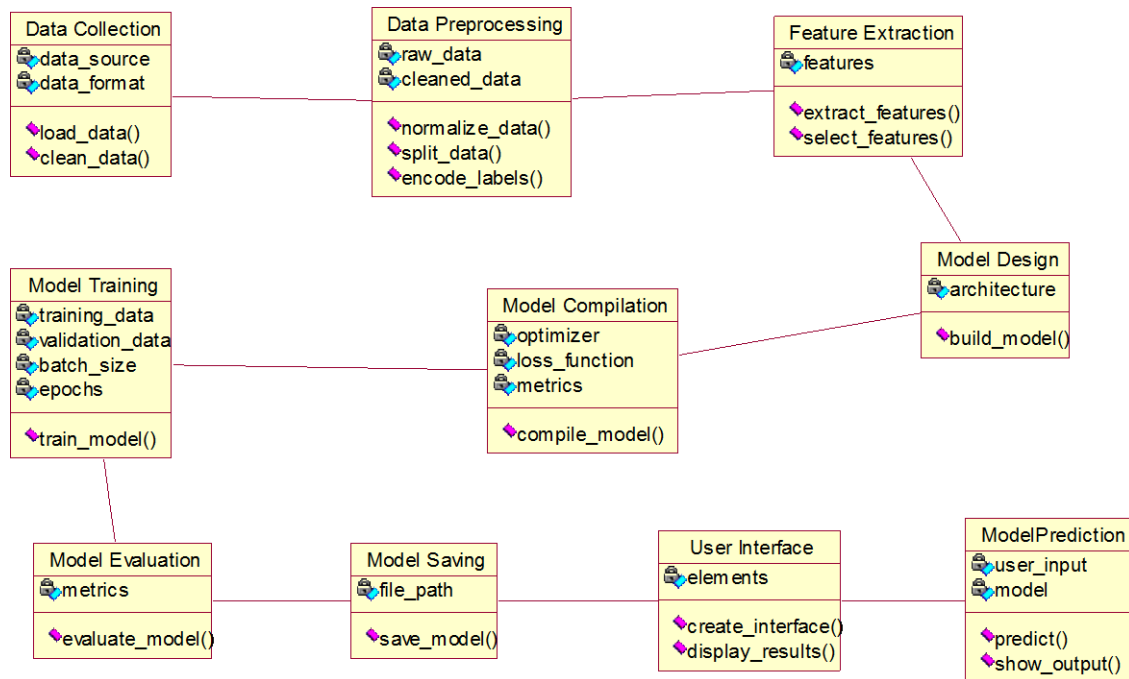 Data Collection
data_source
data_format
load_data()
clean_data()
Data Preprocessing
raw_data
cleaned_data
normalize_data()
split_data()
encode_labels()
Feature Extraction
features
extract_features()
select_features()
Model Design
architecture
build_model()
Model Compilation
optimizer
loss_function
metrics
compile_model()
Model Training
training_data
validation_data
batch_size
epochs
train_model()
Model Evaluation
metrics
evaluate_model()
Model Saving
file_path
save_model()
User Interface
elements
create_interface()
display_results()
ModelPrediction
user_input
model
predict()
show_output()